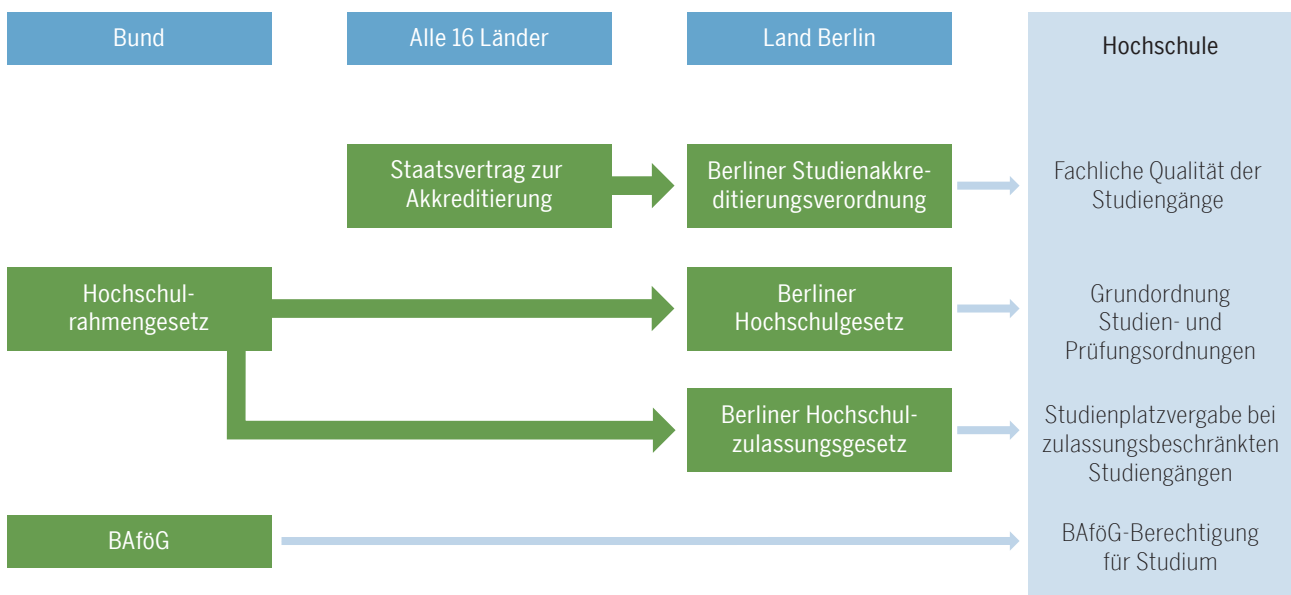 Bund
Alle 16 Länder
Land Berlin
Hochschule
Staatsvertrag zur
Akkreditierung
Berliner Studienakkre-
ditierungsverordnung
Fachliche Qualität der
Studiengänge
Hochschul-
rahmengesetz
Berliner
Hochschulgesetz
Grundordnung
Studien- und
Prüfungsordnungen
Berliner Hochschul-
zulassungsgesetz
Studienplatzvergabe bei
zulassungsbeschränkten
Studiengängen
BAföG
BAföG-Berechtigung
für Studium